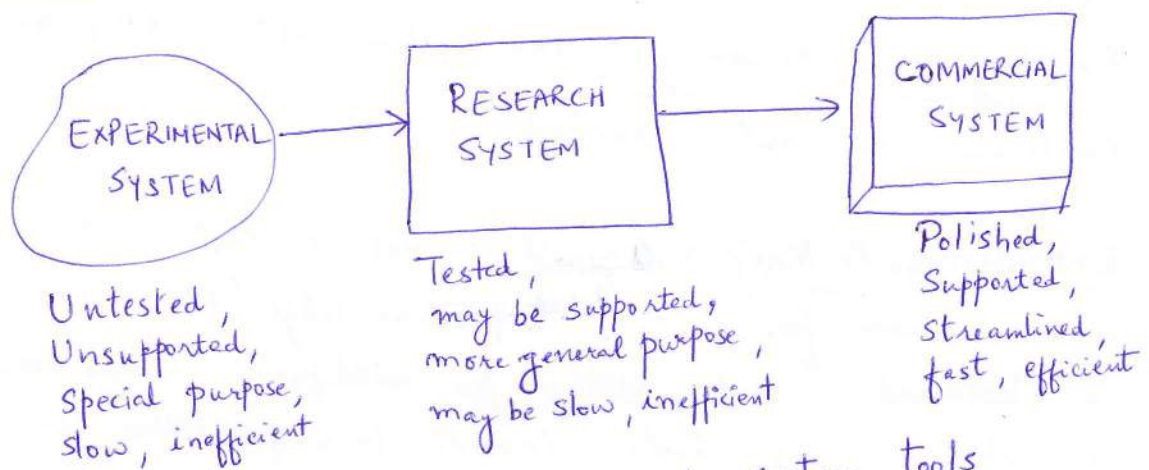 EXPERIMENTAL
SYSTEM
RESEARCH
SYSTEM
COMMERCIAL
SYSTEM
Untested,
Unsupported,
Special purpose,
slow, inefficient
Tested,
may be supported,
more general purpose,
may be slow, inefficient
Polished,
Supported,
Streamlined,
fast, efficient
tools